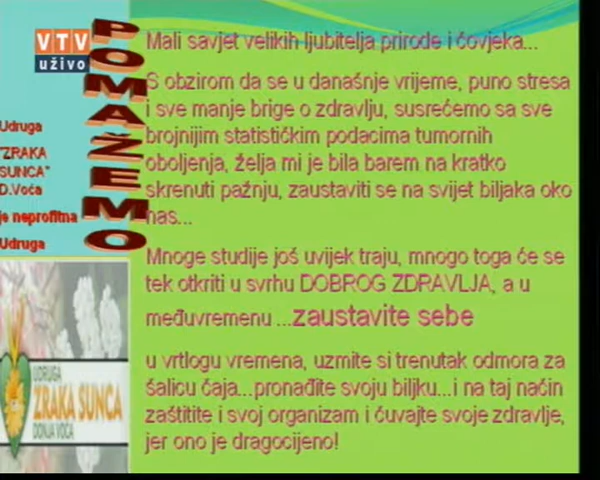 VTV
uživo
POMAŽEMO
Udruga
"ZRAKA
SUNCA"
D.Voća
je neprofitna
Udruga
UDRUGA
ZRAKA SUNCA
DONJA VOĆA
Mali savjet velikih ljubitelja prirode i čovjeka...
S obzirom da se u današnje vrijeme, puno stresa
i sve manje brige o zdravlju, susrećemo sa sve
brojnijim statističkim podacima tumornih
oboljenja, želja mi je bila barem na kratko
skrenuti pažnju, zaustaviti se na svijet biljaka oko
nas...
Mnoge studije još uvijek traju, mnogo toga će se
tek otkriti u svrhu DOBROG ZDRAVLJA, a u
međuvremenu ...zaustavite sebe
u vrtlogu vremena, uzmite si trenutak odmora za
šalicu čaja...pronađite svoju biljku...i na taj način
zaštitite i svoj organizam i čuvajte svoje zdravlje,
jer ono je dragocijeno!